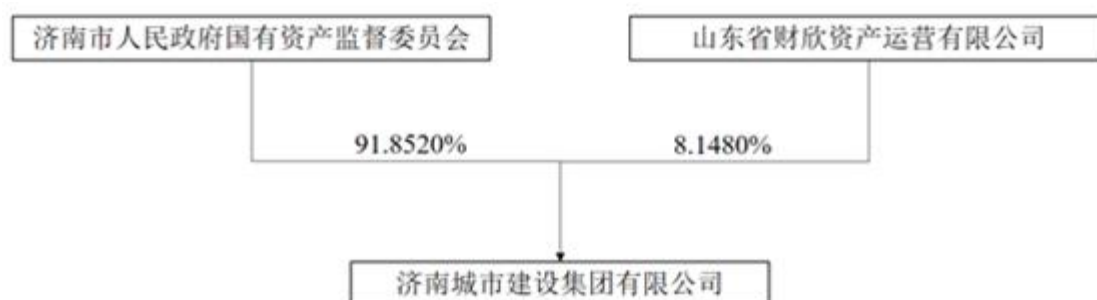 济南市人民政府国有资产监督委员会
山东省财欣资产运营有限公司
91.8520%
8.1480%
济南城市建设集团有限公司